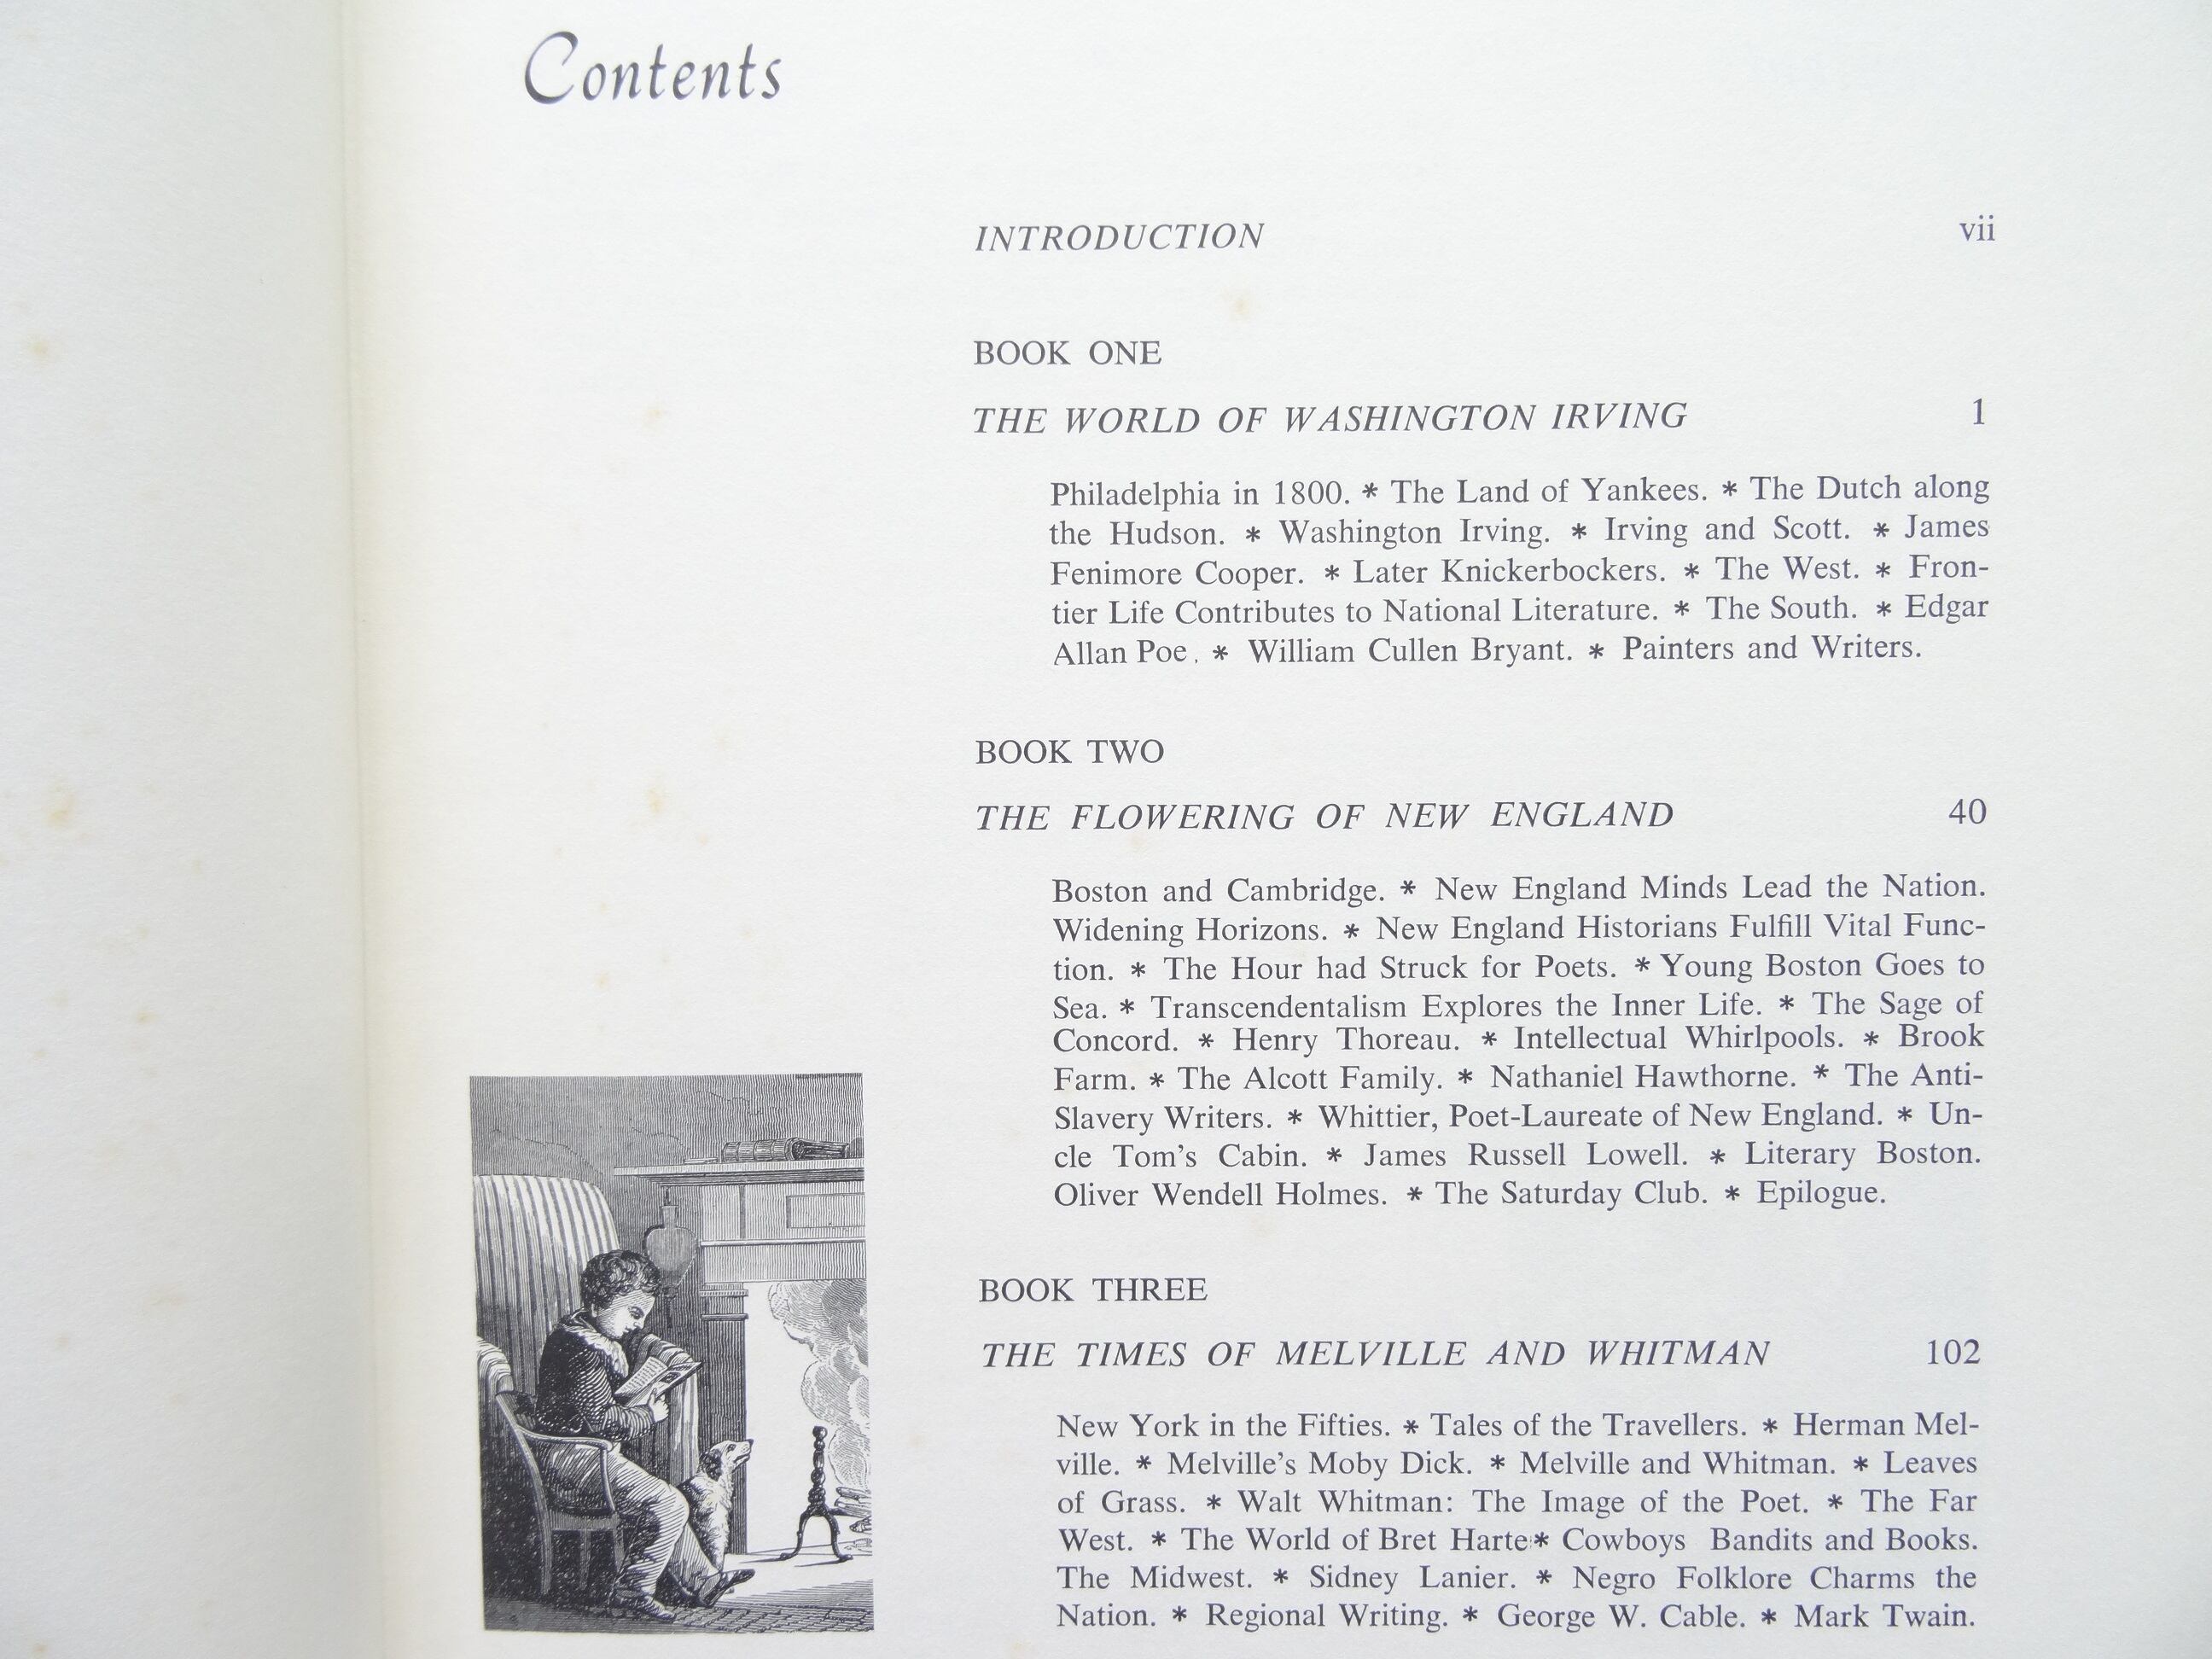 Contents
INTRODUCTION vii
BOOK ONE
THE WORLD OF WASHINGTON IRVING 1
Philadelphia in 1800. * The Land of Yankees. * The Dutch along
the Hudson. * Washington Irving. * Irving and Scott. * James
Fenimore Cooper. * Later Knickerbockers. * The West. * Fron-
tier Life Contributes to National Literature. * The South. * Edgar
Allan Poe. * William Cullen Bryant. * Painters and Writers.
BOOK TWO
THE FLOWERING OF NEW ENGLAND 40
Boston and Cambridge. * New England Minds Lead the Nation.
Widening Horizons. * New England Historians Fulfill Vital Func-
tion. * The Hour had Struck for Poets. * Young Boston Goes to
Sea. * Transcendentalism Explores the Inner Life. * The Sage of
Concord. * Henry Thoreau. * Intellectual Whirlpools. * Brook
Farm. * The Alcott Family. * Nathaniel Hawthorne. * The Anti-
Slavery Writers. * Whittier, Poet-Laureate of New England. * Un-
cle Tom's Cabin. * James Russell Lowell. * Literary Boston.
Oliver Wendell Holmes. * The Saturday Club. * Epilogue.
BOOK THREE
THE TIMES OF MELVILLE AND WHITMAN 102
New York in the Fifties. * Tales of the Travellers. * Herman Mel-
ville. * Melville's Moby Dick. * Melville and Whitman. * Leaves
of Grass. * Walt Whitman: The Image of the Poet. * The Far
West. * The World of Bret Harte * Cowboys Bandits and Books.
The Midwest. * Sidney Lanier. * Negro Folklore Charms the
Nation. * Regional Writing. * George W. Cable. * Mark Twain.